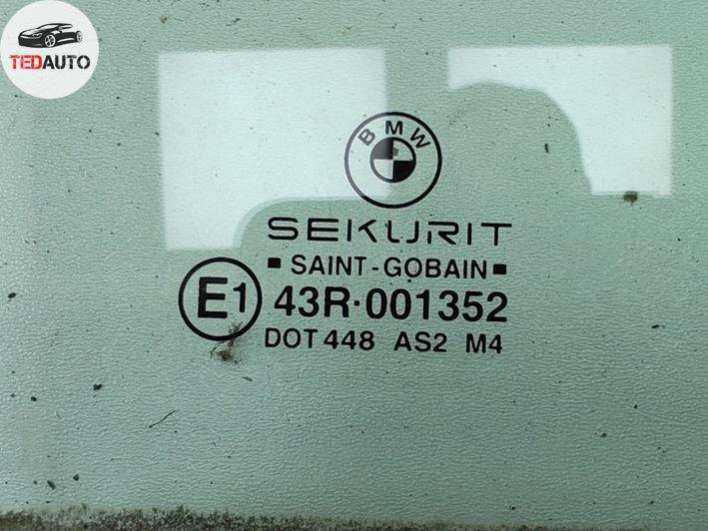 TEDAUTO
BMW
SEKURIT
▪ SAINT-GOBAIN ▪
E1 43R·001352
DOT 448 AS2 M4